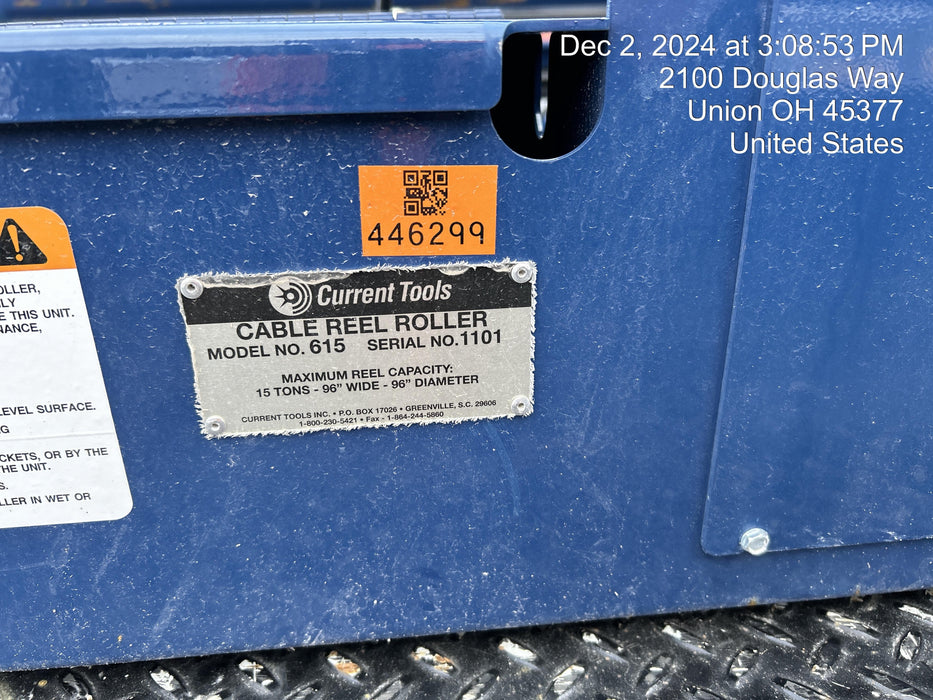 Dec 2, 2024 at 3:08:53 PM
2100 Douglas Way
Union OH 45377
United States
446299
Current Tools
CABLE REEL ROLLER
MODEL NO. 615 SERIAL NO.1101
MAXIMUM REEL CAPACITY:
15 TONS - 96" WIDE - 96" DIAMETER
CURRENT TOOLS INC. • P.O. BOX 17026 • GREENVILLE, S.C. 29606
1-800-230-5421 • Fax - 1-864-244-5860
OLLER,
LY
E THIS UNIT.
NANCE,
LEVEL SURFACE.
G
CKETS, OR BY THE
HE UNIT.
S.
LLER IN WET OR